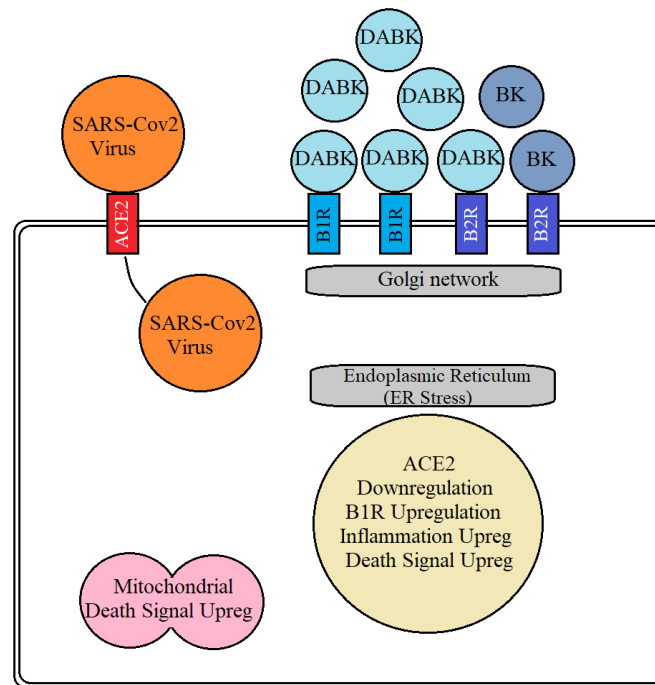 DABK
DABK
DABK
BK
SARS-Cov2
Virus
DABK
DABK
DABK
BK
ACE2
B1R
B1R
B2R
B2R
Golgi network
SARS-Cov2
Virus
Endoplasmic Reticulum
(ER Stress)
ACE2
Downregulation
B1R Upregulation
Inflammation Upreg
Death Signal Upreg
Mitochondrial
Death Signal Upreg